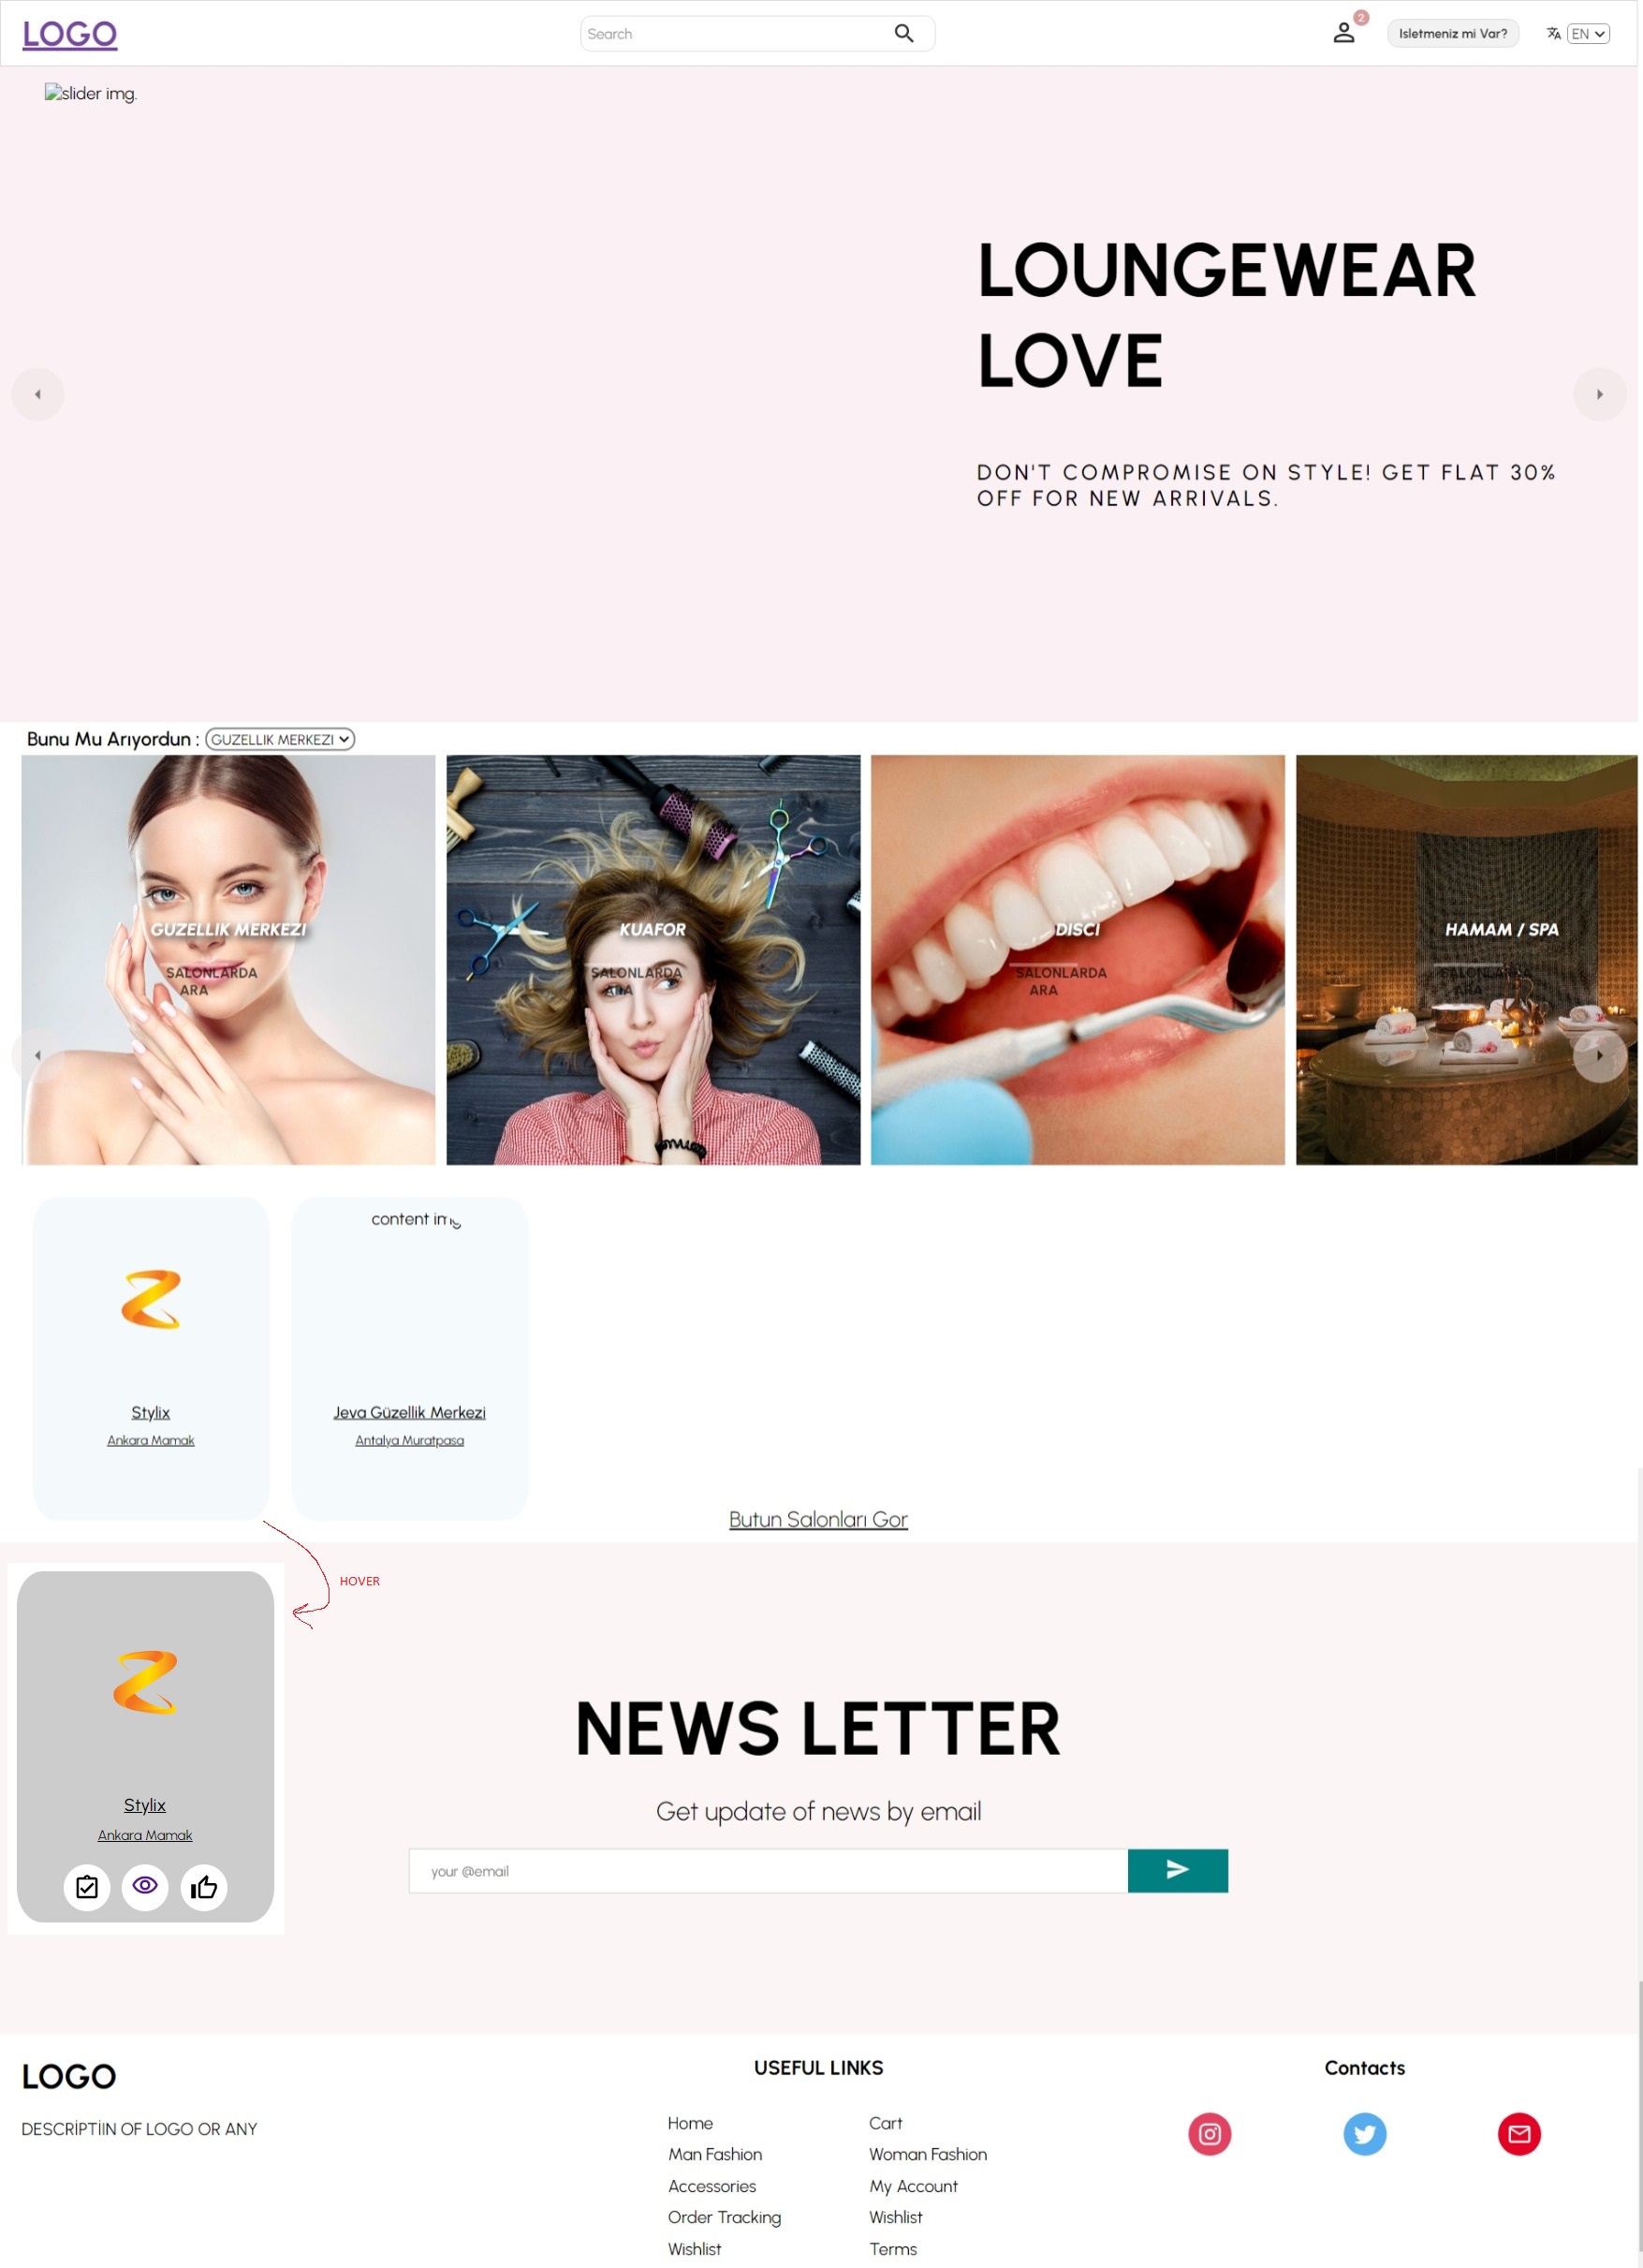 LOGO
Search
2
Isletmeniz mi Var?
EN
slider img.
LOUNGEWEAR
LOVE
DON'T COMPROMISE ON STYLE! GET FLAT 30%
OFF FOR NEW ARRIVALS.
Bunu Mu Arıyordun : GUZELLIK MERKEZI
GUZELLIK MERKEZI
SALONLARDA
ARA
KUAFOR
SALONLARDA
ARA
DISCI
SALONLARDA
ARA
HAMAM / SPA
SALONLARDA
ARA
content img
Stylix
Ankara Mamak
Jeva Güzellik Merkezi
Antalya Muratpasa
Butun Salonları Gor
HOVER
Stylix
Ankara Mamak
NEWS LETTER
Get update of news by email
your @email
LOGO
DESCRİPTİİN OF LOGO OR ANY
USEFUL LINKS
Home
Cart
Man Fashion
Woman Fashion
Accessories
My Account
Order Tracking
Wishlist
Wishlist
Terms
Contacts